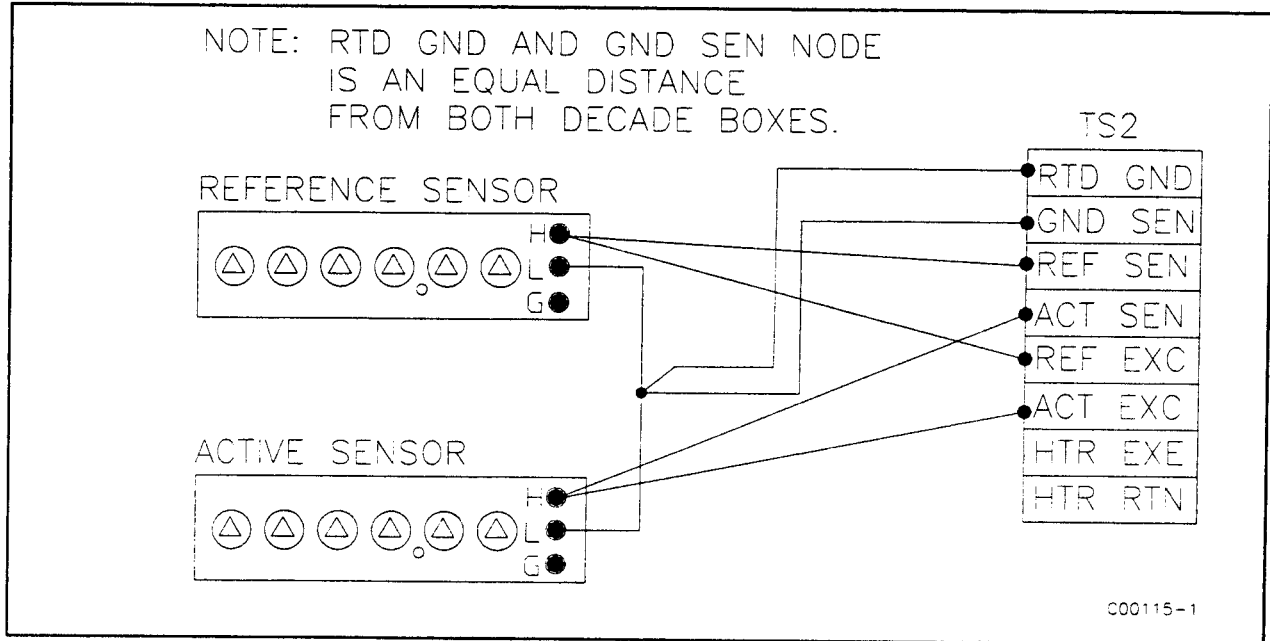 NOTE: RTD GND AND GND SEN NODE
IS AN EQUAL DISTANCE
FROM BOTH DECADE BOXES.
TS2
RTD GND
GND SEN
REF SEN
ACT SEN
REF EXC
ACT EXC
HTR EXE
HTR RTN
REFERENCE SENSOR
H
L
G
ACTIVE SENSOR
H
L
G
C00115-1